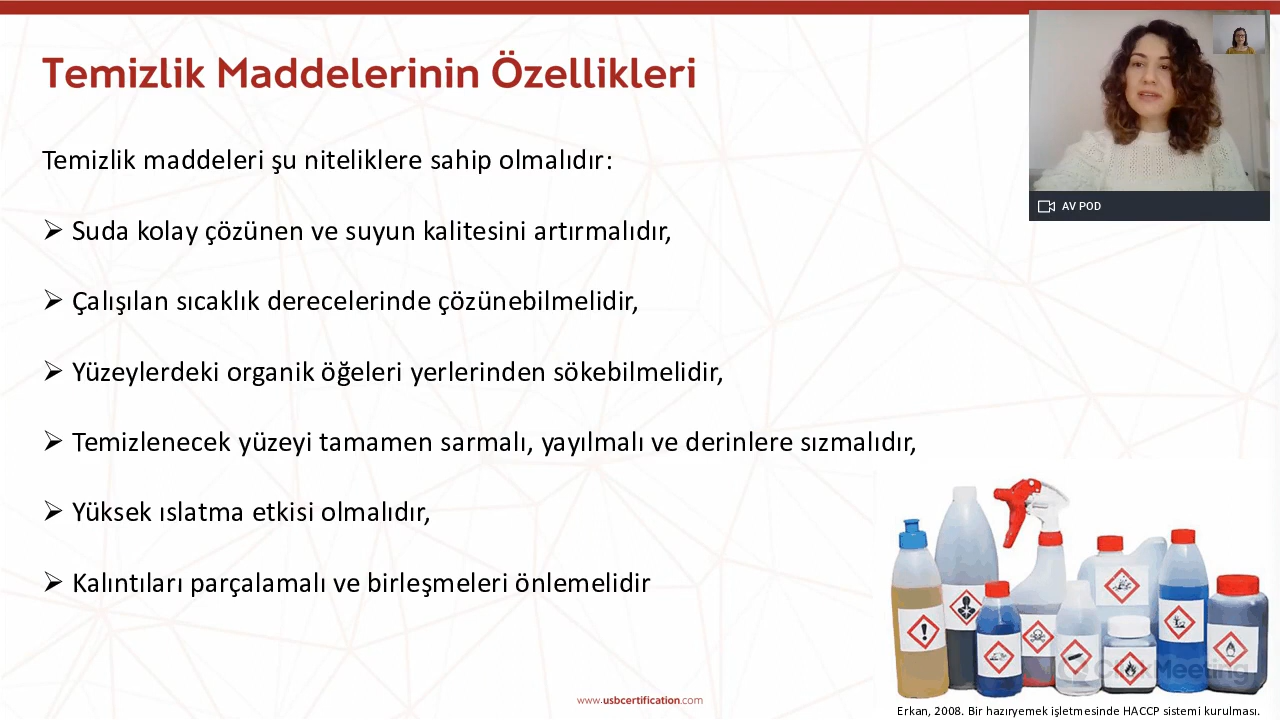 Temizlik Maddelerinin Özellikleri
Temizlik maddeleri şu niteliklere sahip olmalıdır:
➢ Suda kolay çözünen ve suyun kalitesini artırmalıdır,
➢ Çalışılan sıcaklık derecelerinde çözünebilmelidir,
➢ Yüzeylerdeki organik öğeleri yerlerinden sökebilmelidir,
➢ Temizlenecek yüzeyi tamamen sarmalı, yayılmalı ve derinlere sızmalıdır,
➢ Yüksek ıslatma etkisi olmalıdır,
➢ Kalıntıları parçalamalı ve birleşmeleri önlemelidir
AV POD
ClickMeeting
www.usbcertification.com
Erkan, 2008. Bir hazıryemek işletmesinde HACCP sistemi kurulması.